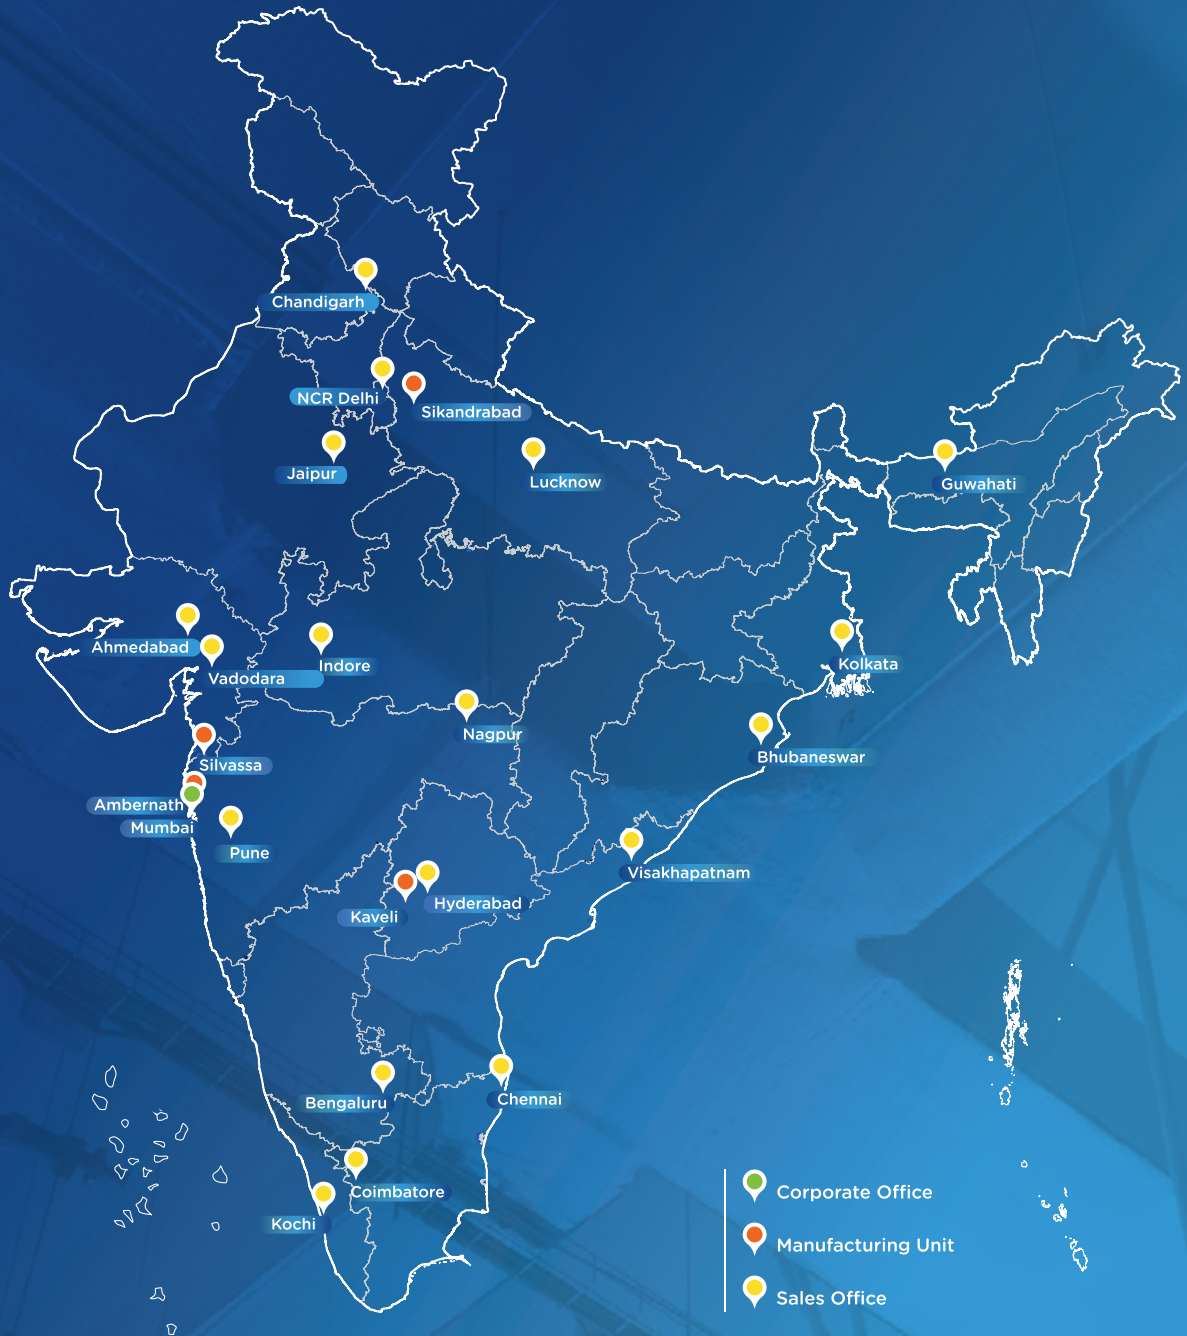 Chandigarh
NCR Delhi
Sikandrabad
Jaipur
Lucknow
Guwahati
Ahmedabad
Indore
Vadodara
Kolkata
Nagpur
Bhubaneswar
Silvassa
Ambernath
Mumbai
Pune
Visakhapatnam
Hyderabad
Kaveli
Bengaluru
Chennai
Coimbatore
Kochi
Corporate Office
Manufacturing Unit
Sales Office